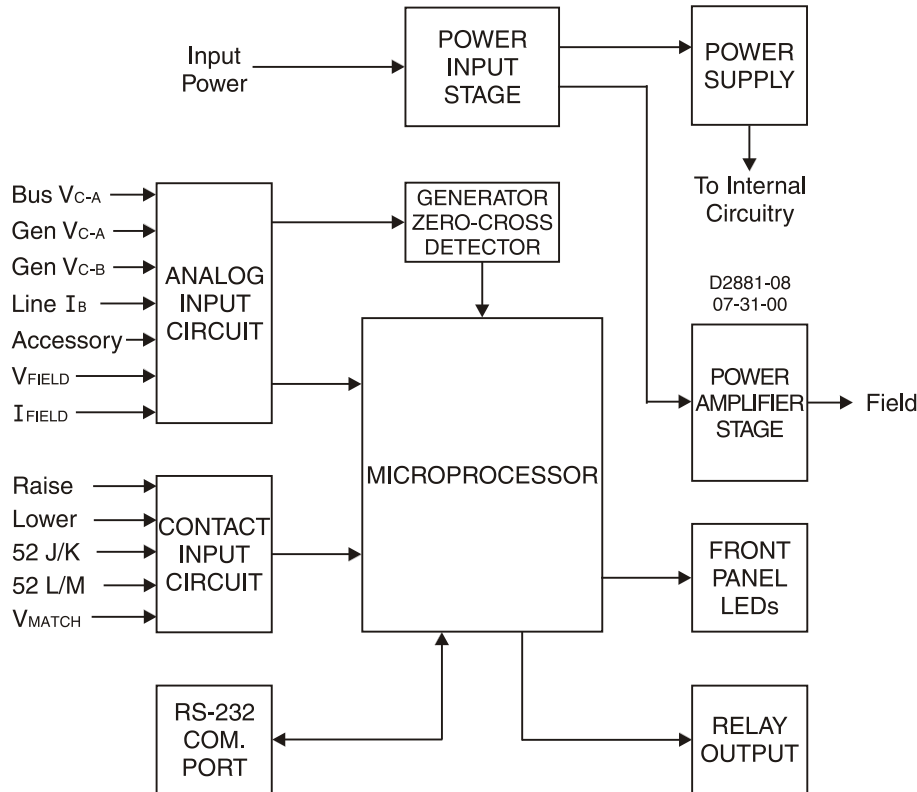 Input
Power
POWER
INPUT
STAGE
POWER
SUPPLY
To Internal
Circuitry
Bus VC-A
Gen VC-A
Gen VC-B
Line IB
Accessory
VFIELD
IFIELD
ANALOG
INPUT
CIRCUIT
GENERATOR
ZERO-CROSS
DETECTOR
D2881-08
07-31-00
POWER
AMPLIFIER
STAGE
Field
MICROPROCESSOR
Raise
Lower
52 J/K
52 L/M
VMATCH
CONTACT
INPUT
CIRCUIT
FRONT
PANEL
LEDs
RS-232
COM.
PORT
RELAY
OUTPUT